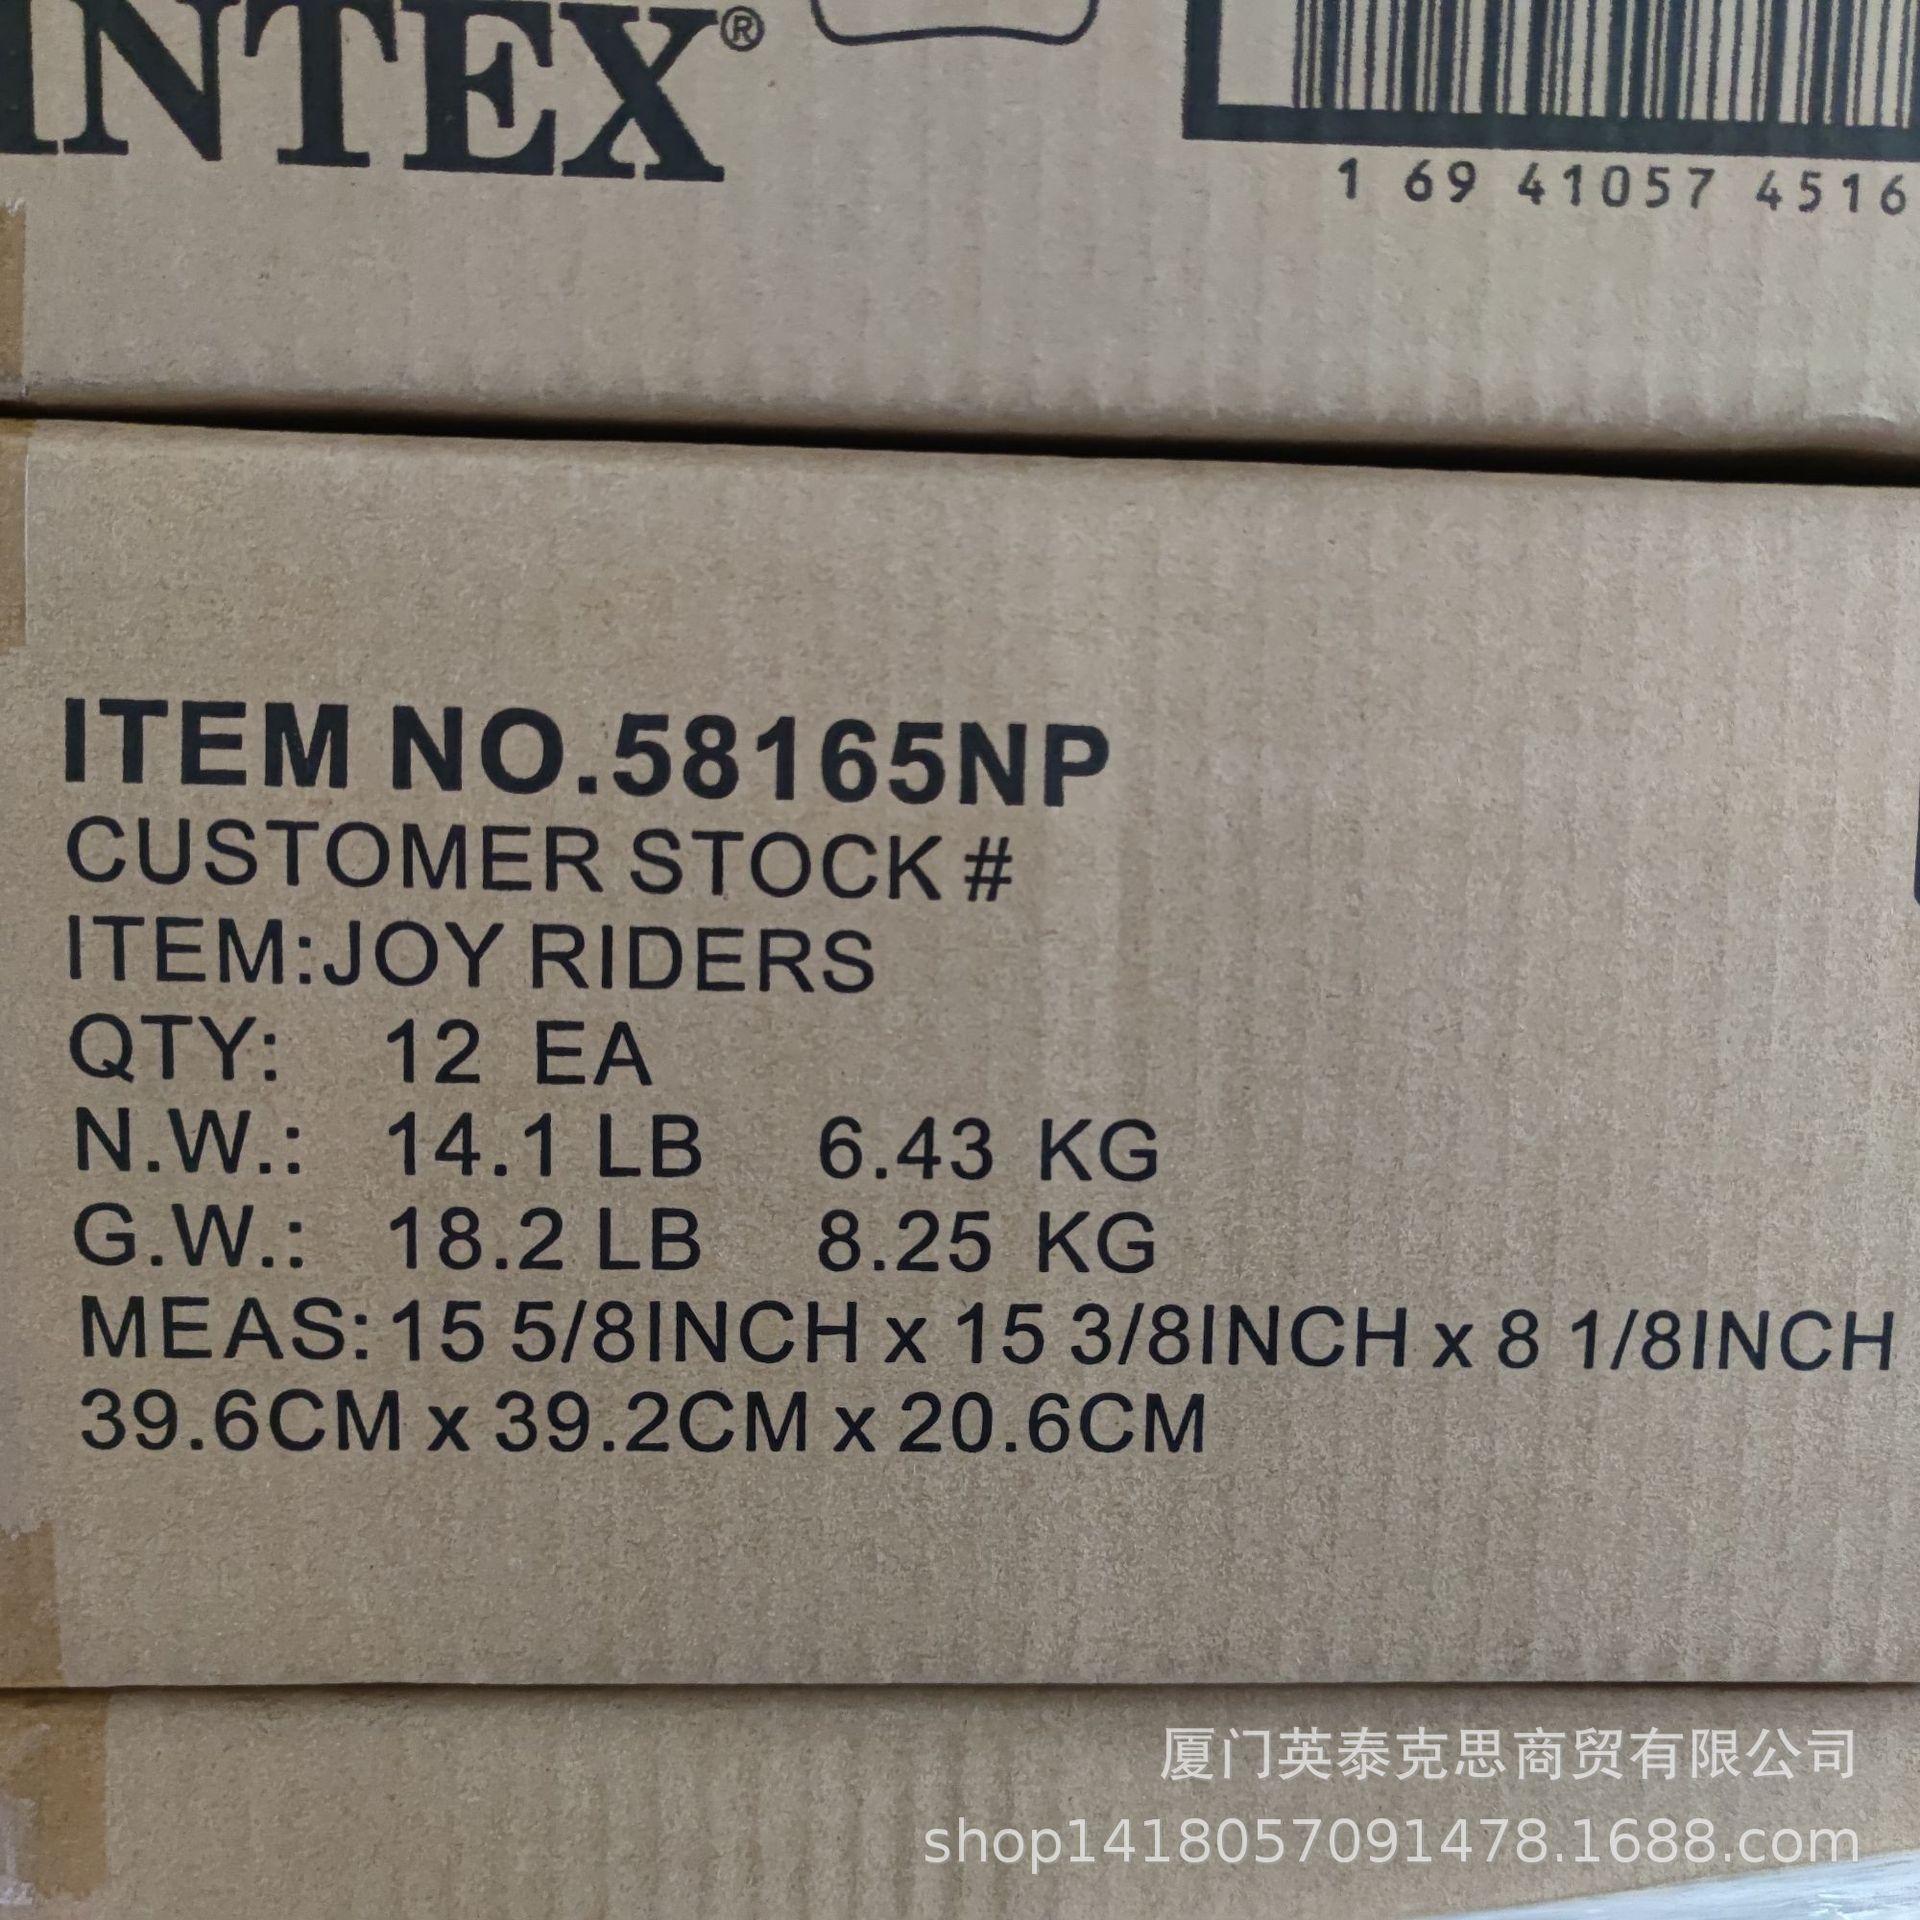 INTEX®
1 69 41057 4516
ITEM NO.58165NP
CUSTOMER STOCK #
ITEM:JOY RIDERS
QTY: 12 EA
N.W.: 14.1 LB 6.43 KG
G.W.: 18.2 LB 8.25 KG
MEAS:15 5/8INCH x 15 3/8INCH x 8 1/8INCH
39.6CM x 39.2CM x 20.6CM
厦门英泰克思商贸有限公司
shop1418057091478.1688.com